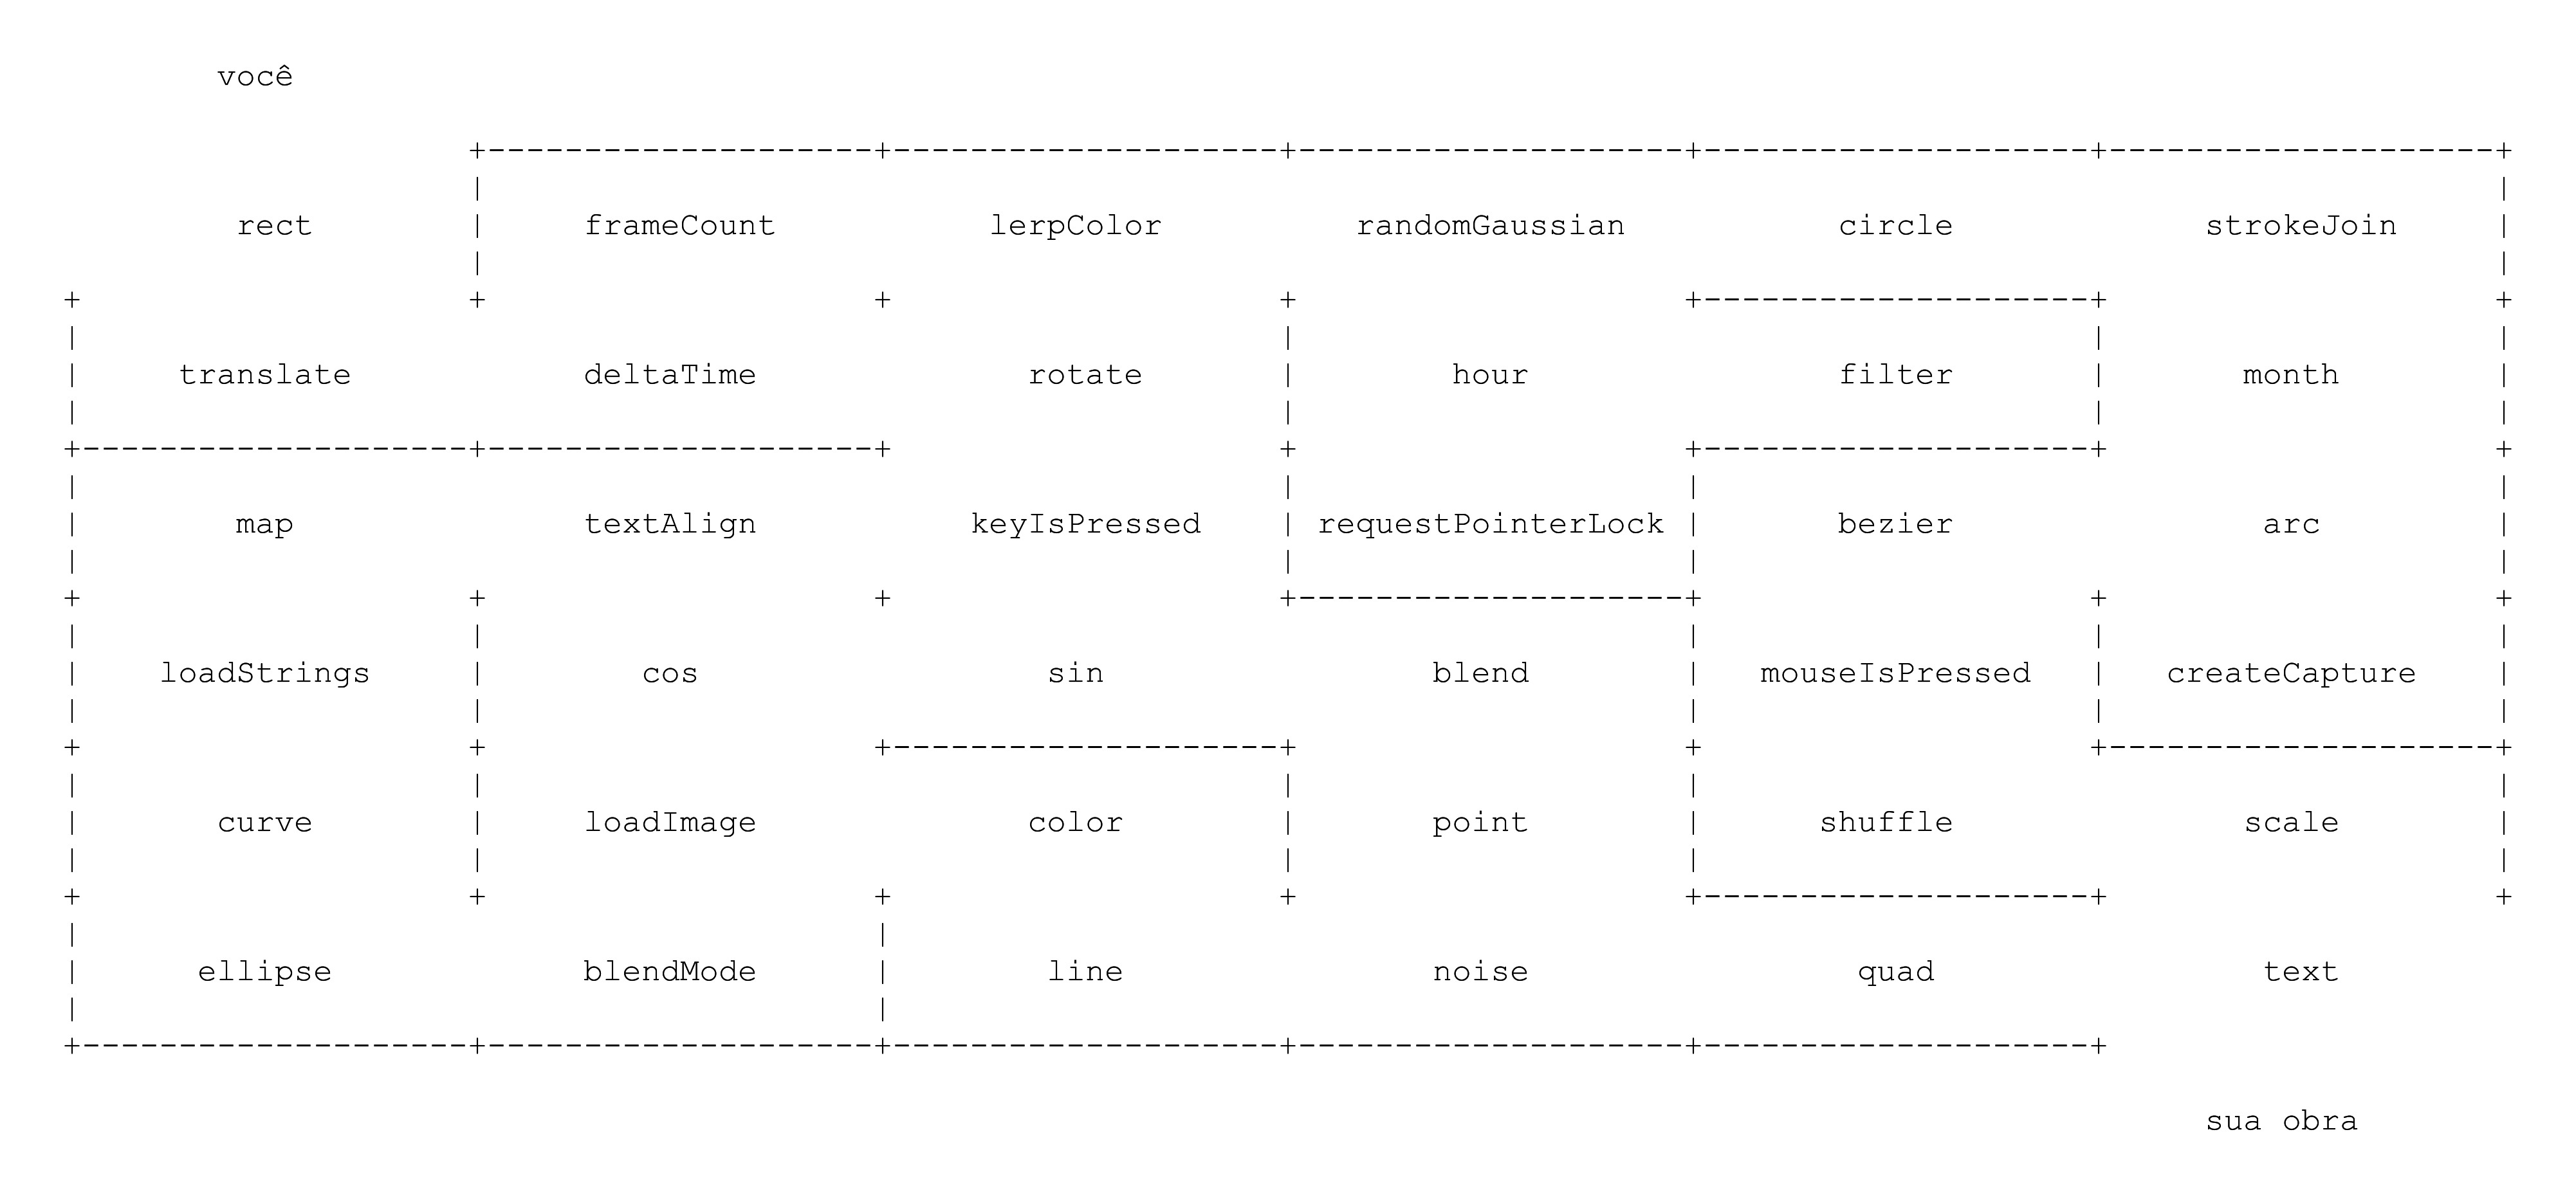 você
rect frameCount lerpColor randomGaussian circle strokeJoin
translate deltaTime rotate hour filter month
map textAlign keyIsPressed requestPointerLock bezier arc
loadStrings cos sin blend mouseIsPressed createCapture
curve loadImage color point shuffle scale
ellipse blendMode line noise quad text
sua obra